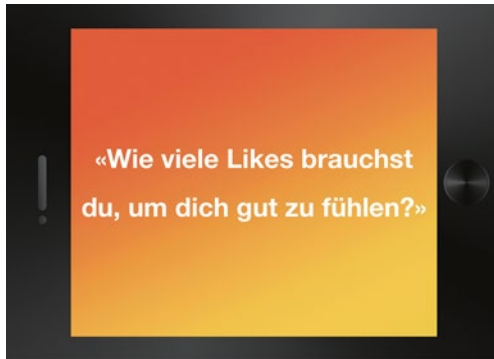 «Wie viele Likes brauchst
du, um dich gut zu fühlen?»